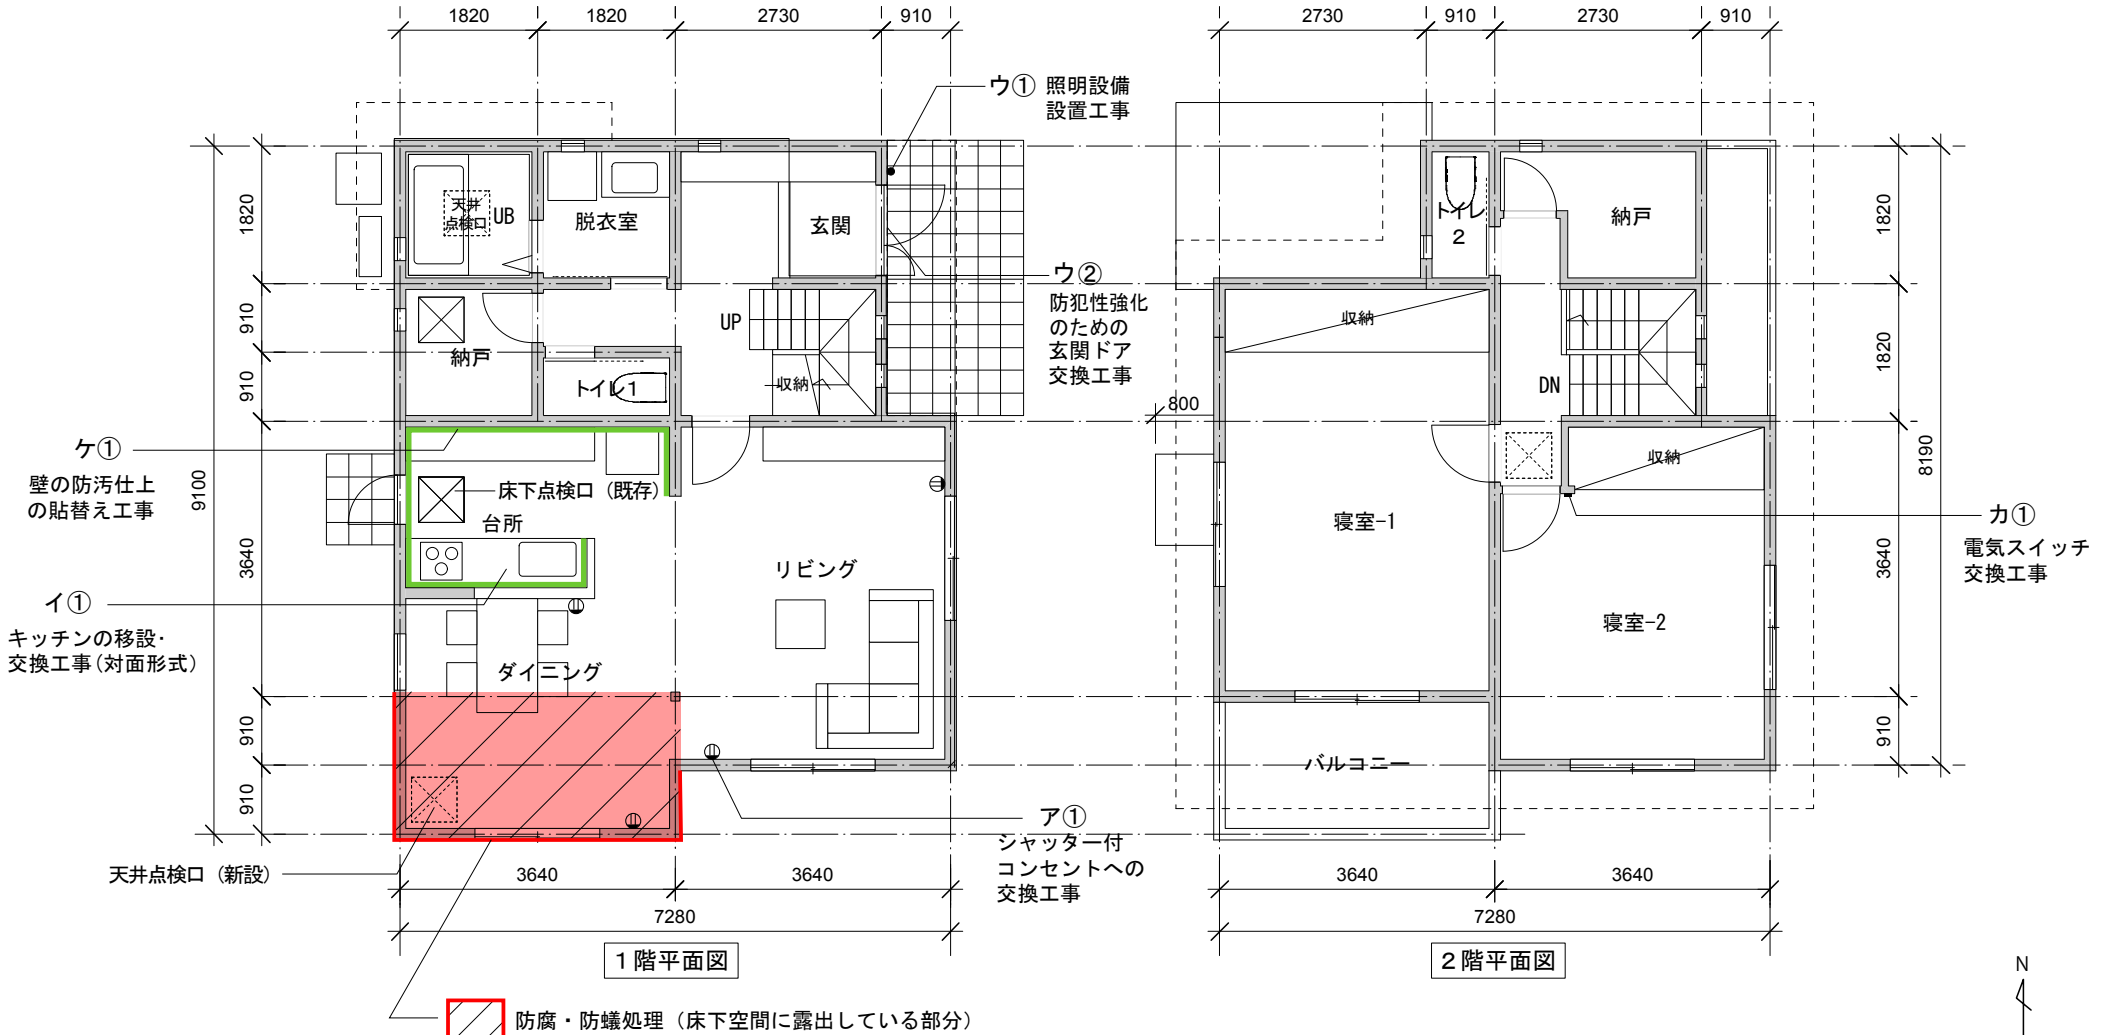 1820 1820 2730 910
2730 910 2730 910
ウ① 照明設備
設置工事
天井
点検口
UB
脱衣室
玄関
トイレ
2
納戸
ウ②
防犯性強化
のための
玄関ドア
交換工事
UP
収納
納戸
トイレ1
収納
DN
収納
800
1820
910
910
3640
910
910
9100
1820
1820
3640
910
8190
ケ①
壁の防汚仕上
の貼替え工事
床下点検口（既存）
台所
リビング
イ①
キッチンの移設・
交換工事(対面形式)
ダイニング
寝室-1
寝室-2
カ①
電気スイッチ
交換工事
バルコニー
ア①
シャッター付
コンセントへの
交換工事
天井点検口（新設）
3640 3640
7280
3640 3640
7280
1階平面図
2階平面図
N
防腐・防蟻処理（床下空間に露出している部分）